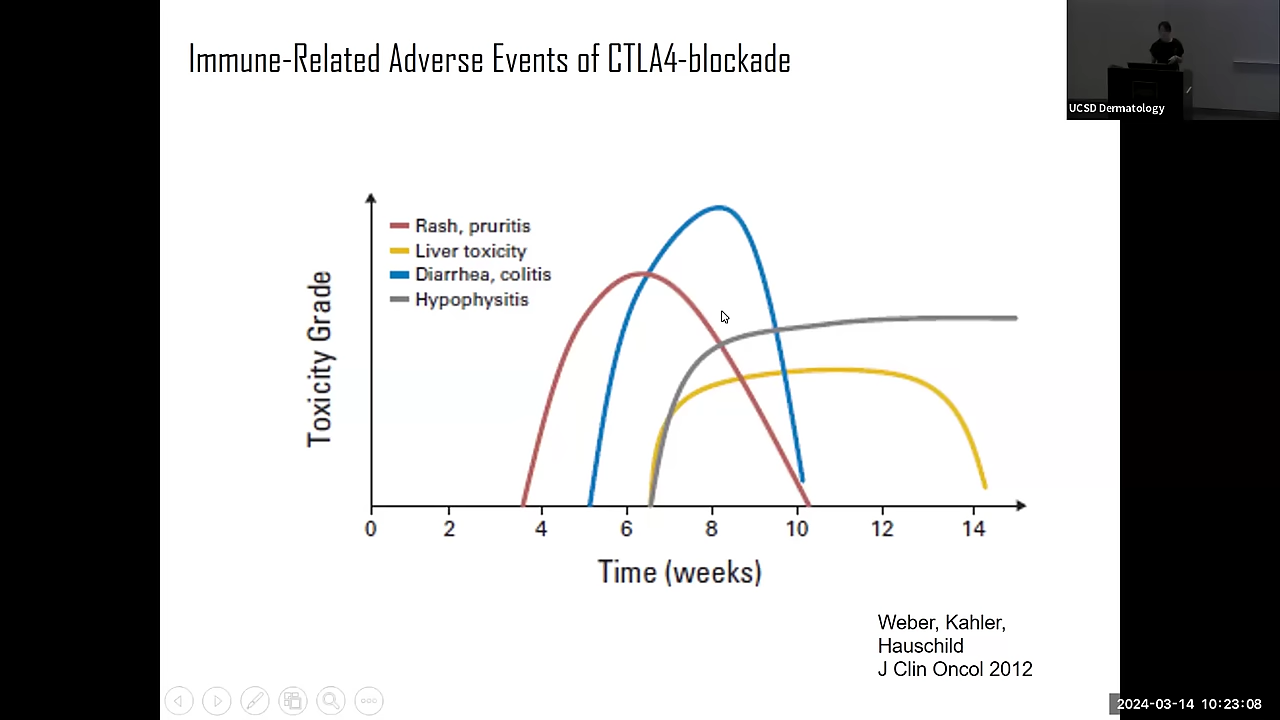 Immune-Related Adverse Events of CTLA4-blockade
UCSD Dermatology
Rash, pruritis
Liver toxicity
Diarrhea, colitis
Hypophysitis
Toxicity Grade
0 2 4 6 8 10 12 14
Time (weeks)
Weber, Kahler,
Hauschild
J Clin Oncol 2012
2024-03-14 10:23:08